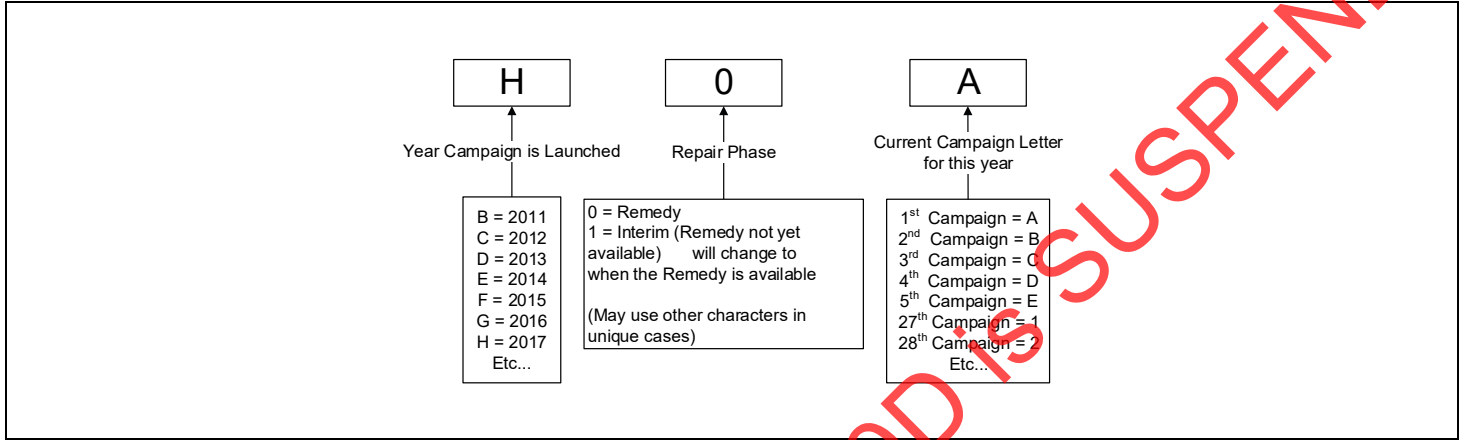 H
0
A
Year Campaign is Launched
Repair Phase
Current Campaign Letter
for this year
B = 2011
C = 2012
D = 2013
E = 2014
F = 2015
G = 2016
H = 2017
Etc...
0 = Remedy
1 = Interim (Remedy not yet
available) will change to
when the Remedy is available
(May use other characters in
unique cases)
1st Campaign = A
2nd Campaign = B
3rd Campaign = C
4th Campaign = D
5th Campaign = E
27th Campaign = 1
28th Campaign = 2
Etc...
is